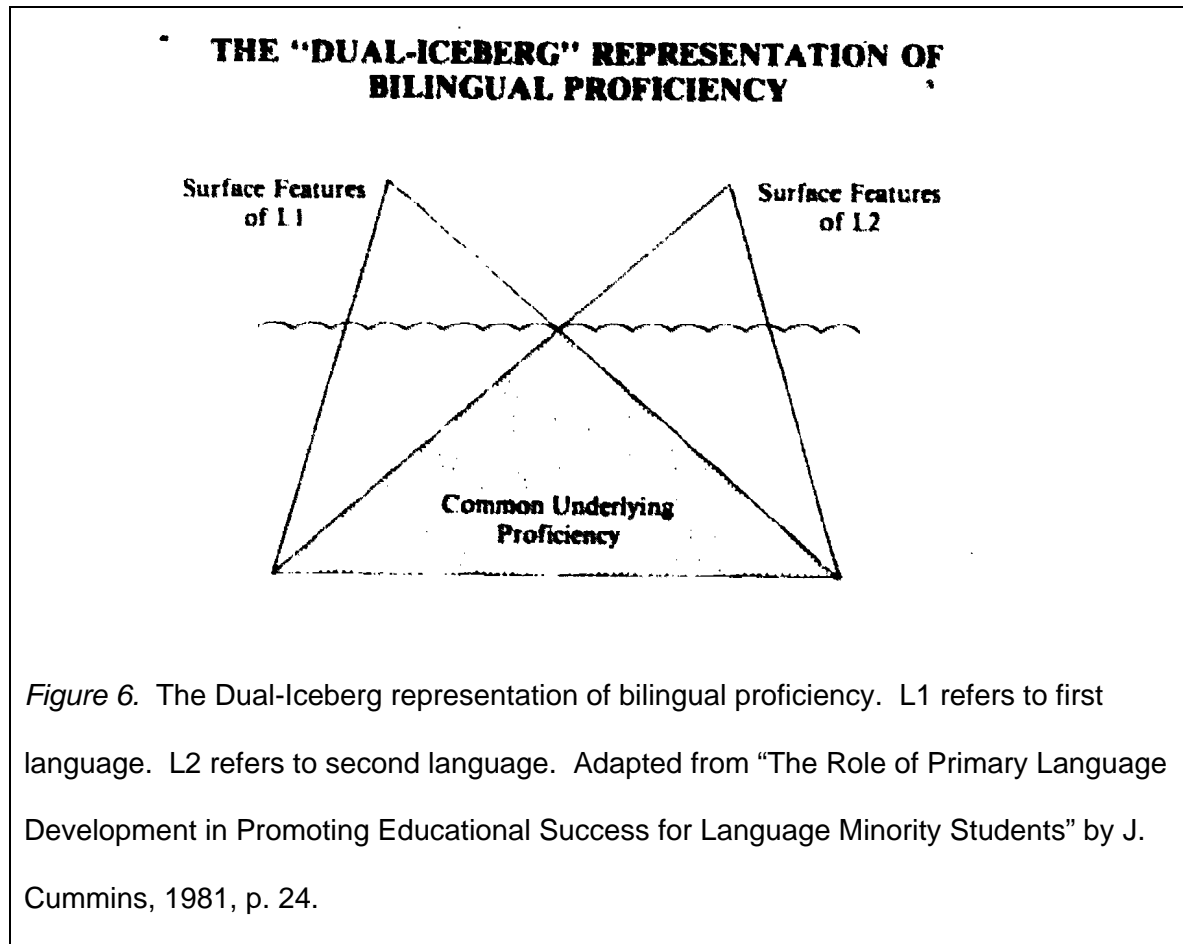 THE “DUAL-ICEBERG” REPRESENTATION OF
BILINGUAL PROFICIENCY
Surface Features
of L1
Surface Features
of L2
Common Underlying
Proficiency
Figure 6. The Dual-Iceberg representation of bilingual proficiency. L1 refers to first
language. L2 refers to second language. Adapted from “The Role of Primary Language
Development in Promoting Educational Success for Language Minority Students” by J.
Cummins, 1981, p. 24.